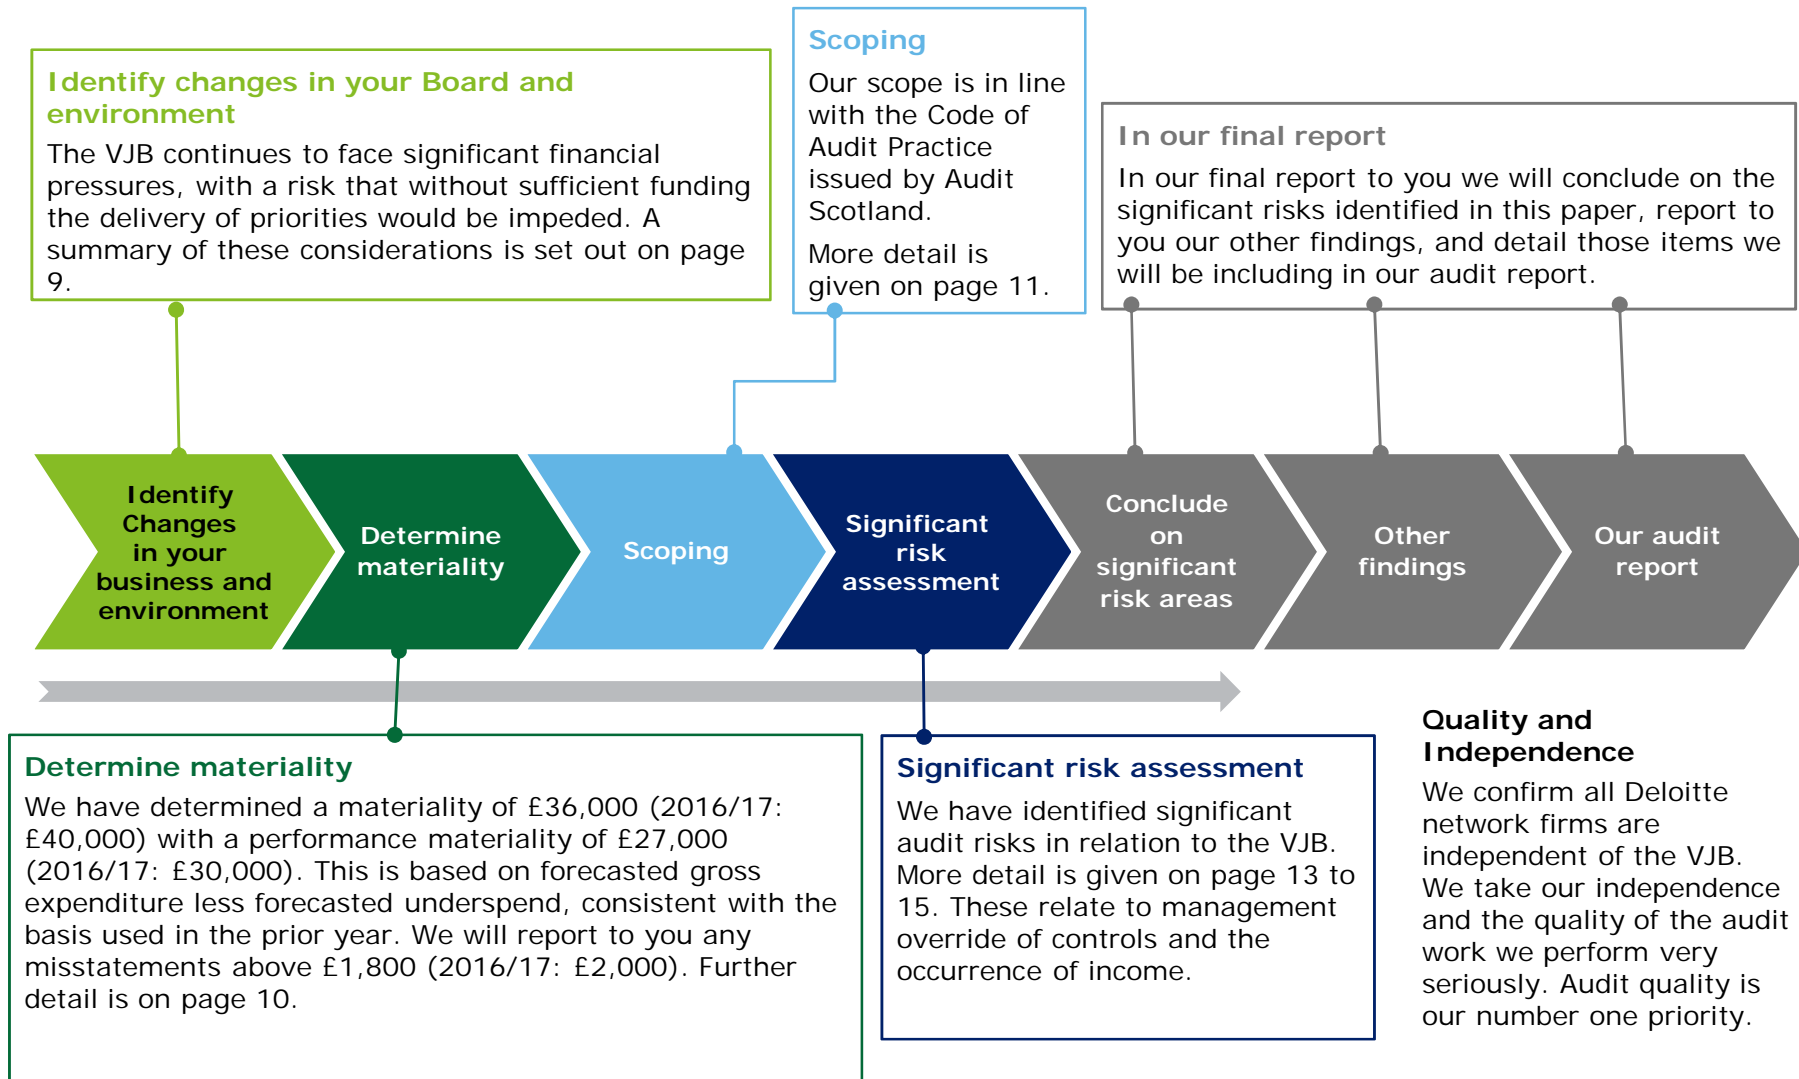 Identify changes in your Board and
environment
The VJB continues to face significant financial
pressures, with a risk that without sufficient funding
the delivery of priorities would be impeded. A
summary of these considerations is set out on page
9.
Scoping
Our scope is in line
with the Code of
Audit Practice
issued by Audit
Scotland.
More detail is
given on page 11.
In our final report
In our final report to you we will conclude on the
significant risks identified in this paper, report to
you our other findings, and detail those items we
will be including in our audit report.
Identify
Changes
in your
business and
environment
Determine
materiality
Scoping
Significant
risk
assessment
Conclude
on
significant
risk areas
Other
findings
Our audit
report
Determine materiality
We have determined a materiality of £36,000 (2016/17:
£40,000) with a performance materiality of £27,000
(2016/17: £30,000). This is based on forecasted gross
expenditure less forecasted underspend, consistent with the
basis used in the prior year. We will report to you any
misstatements above £1,800 (2016/17: £2,000). Further
detail is on page 10.
Significant risk assessment
We have identified significant
audit risks in relation to the VJB.
More detail is given on page 13 to
15. These relate to management
override of controls and the
occurrence of income.
Quality and
Independence
We confirm all Deloitte
network firms are
independent of the VJB.
We take our independence
and the quality of the audit
work we perform very
seriously. Audit quality is
our number one priority.